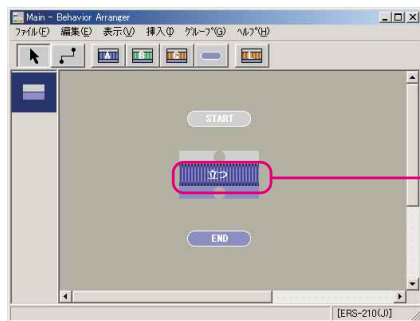 Main - Behavior Arranger
ﾌｧｲﾙ(F) 編集(E) 表示(V) 挿入(I) ｸﾞﾙｰﾌﾟ(G) ﾍﾙﾌﾟ(H)
A B C
START
立つ
END
[ERS-210(J)]